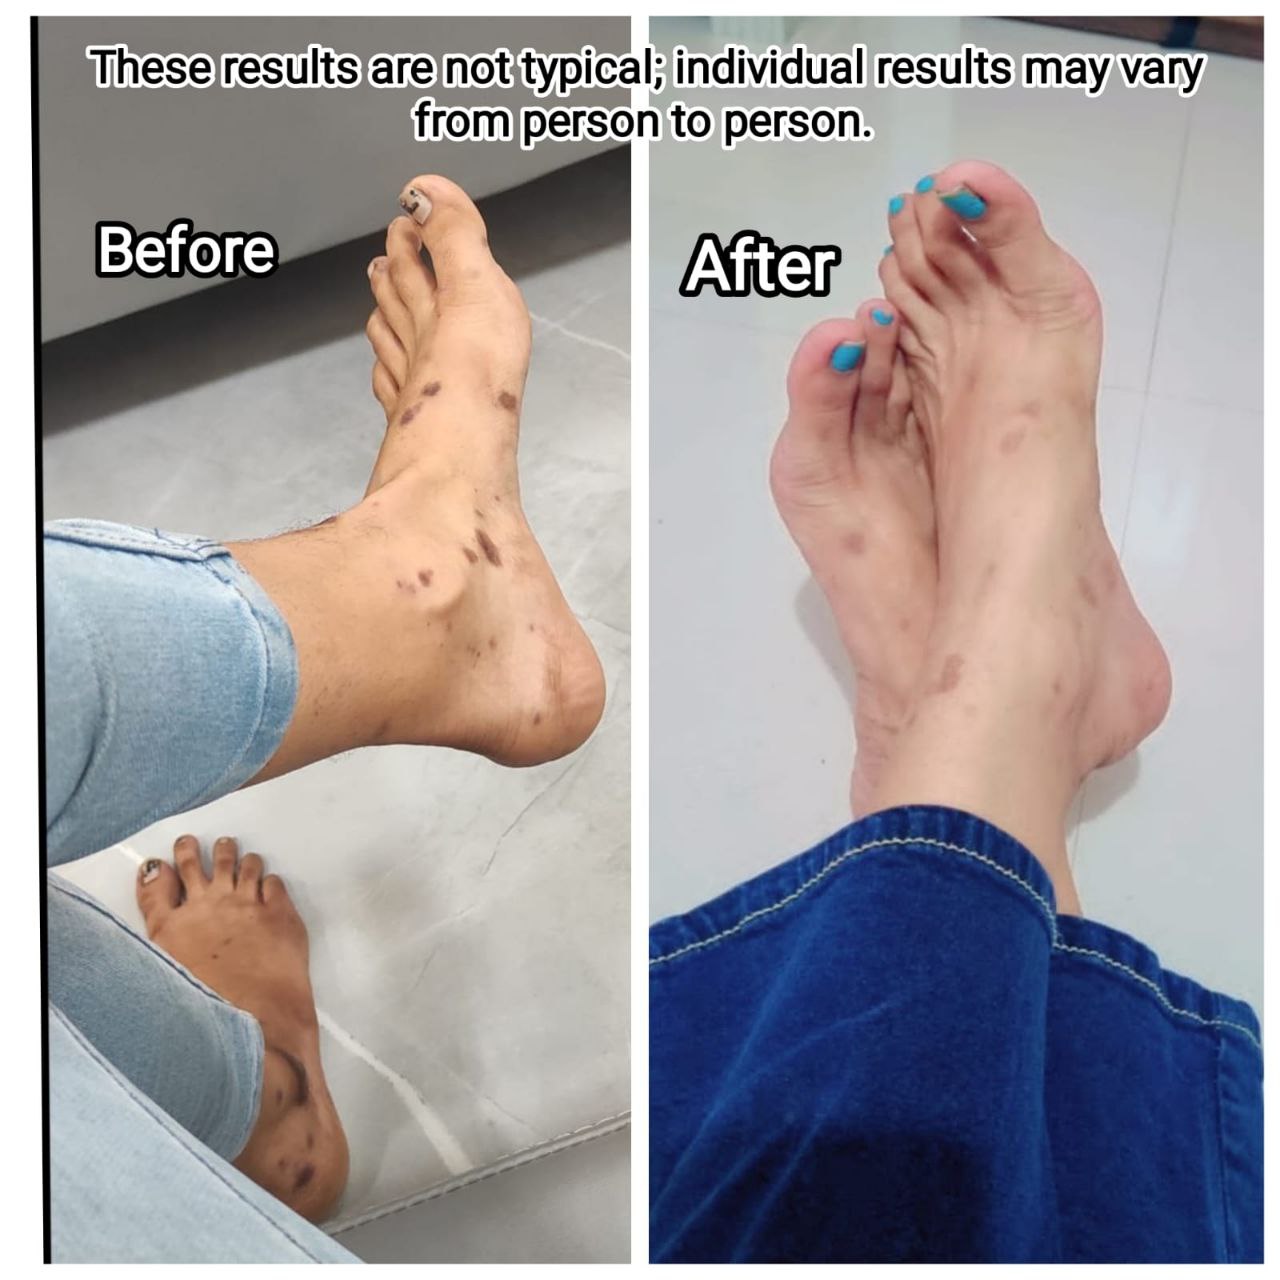 These results are not typical; individual results may vary
from person to person.
Before
After